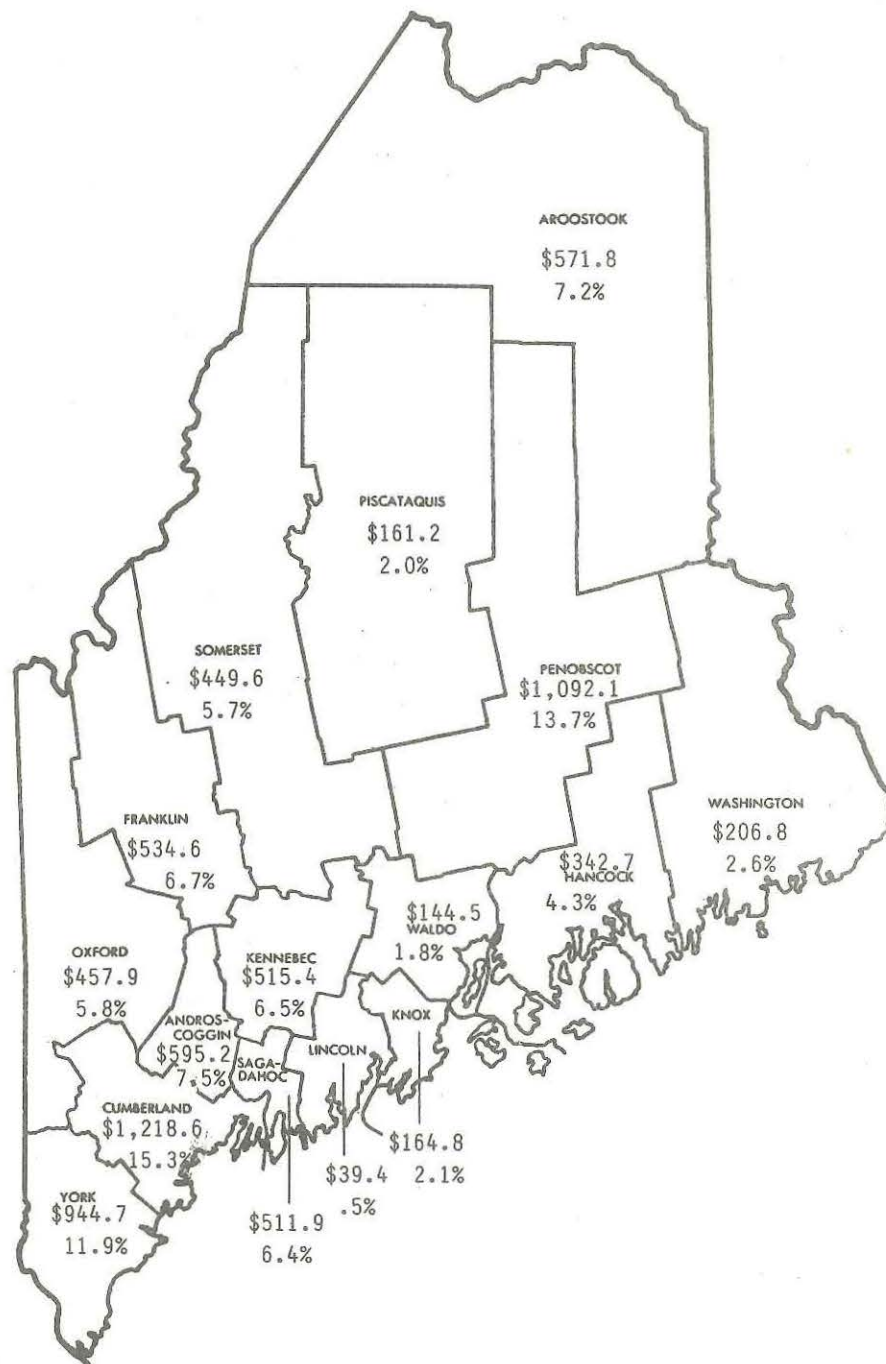 AROOSTOOK
$571.8
7.2%
PISCATAQUIS
$161.2
2.0%
SOMERSET
$449.6
5.7%
PENOBSCOT
$1,092.1
13.7%
WASHINGTON
$206.8
2.6%
FRANKLIN
$534.6
6.7%
$342.7
HANCOCK
4.3%
$144.5
WALDO
1.8%
OXFORD
$457.9
5.8%
KENNEBEC
$515.4
6.5%
ANDROS-
COGGIN
$595.2
7.5%
SAGA-
DAHOC
$511.9
6.4%
LINCOLN
$39.4
.5%
KNOX
$164.8
2.1%
CUMBERLAND
$1,218.6
15.3%
YORK
$944.7
11.9%